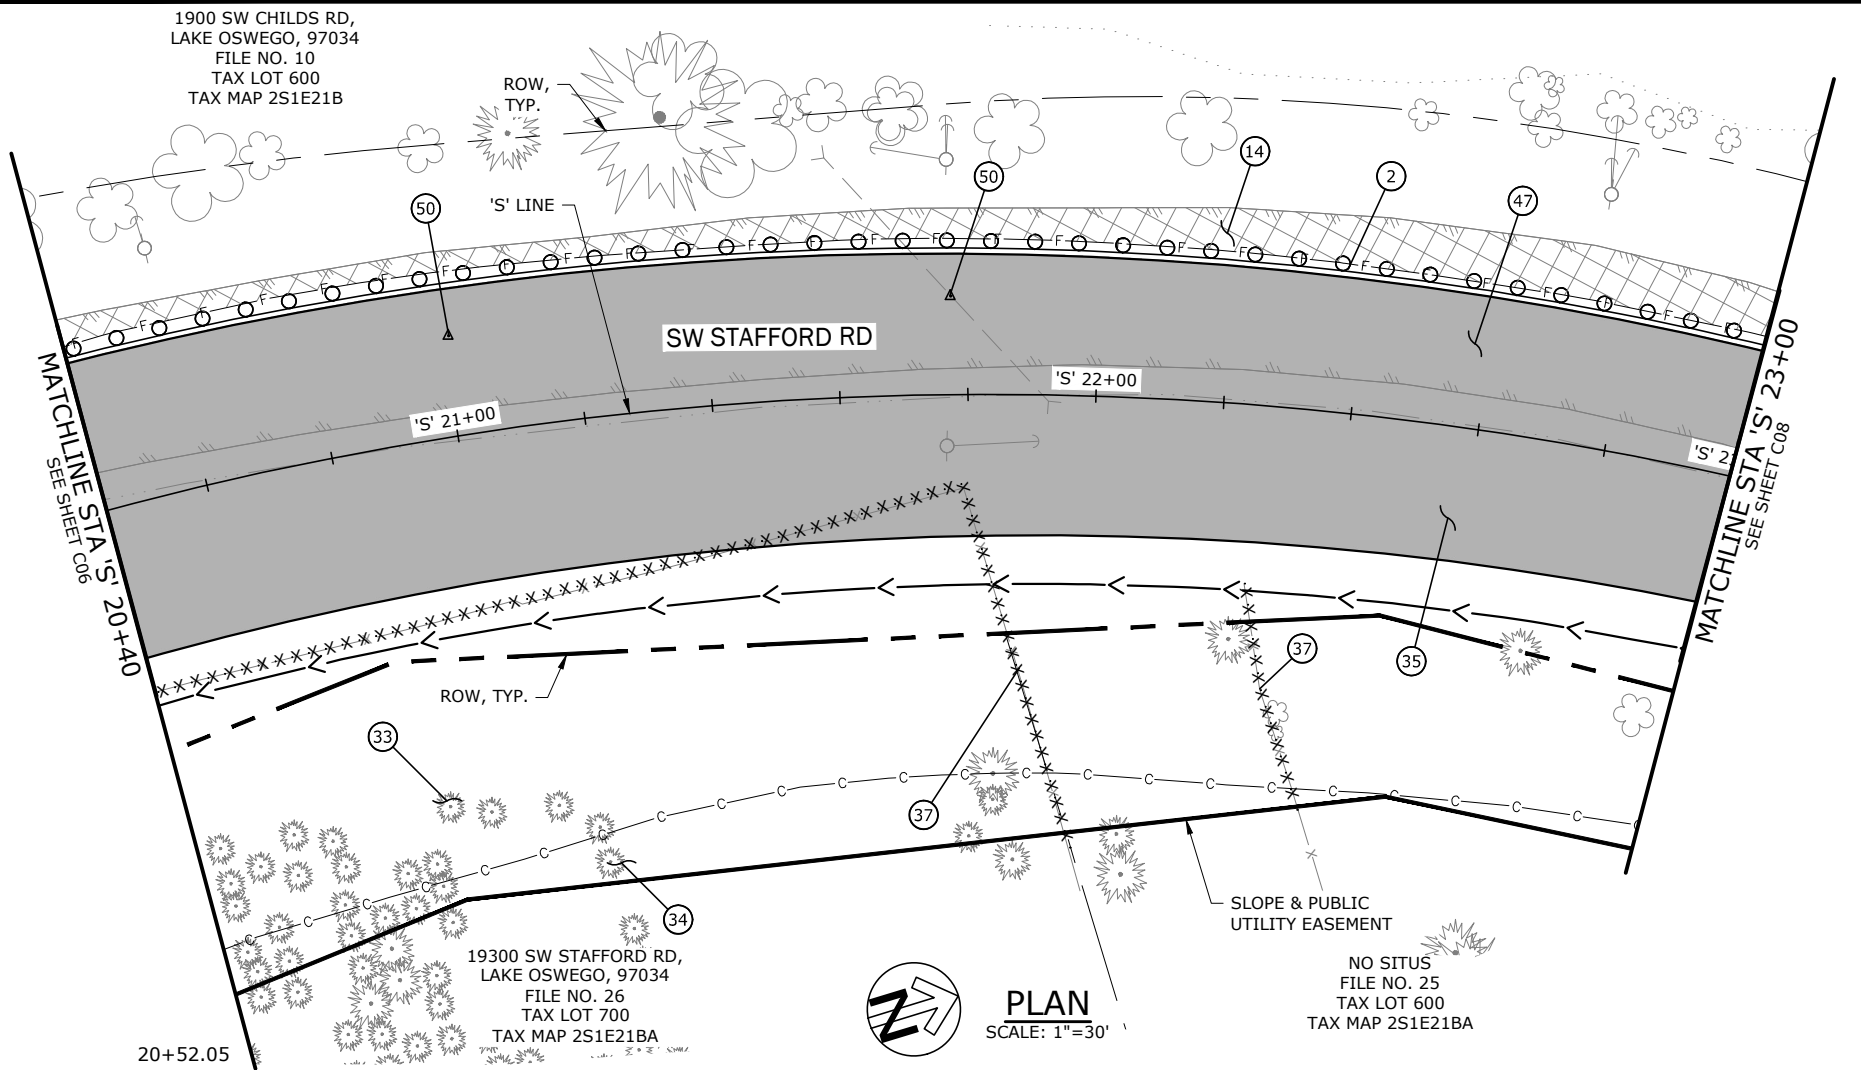 1900 SW CHILDS RD,
LAKE OSWEGO, 97034
FILE NO. 10
TAX LOT 600
TAX MAP 2S1E21B
ROW,
TYP.
'S' LINE
50
50
14
2
47
SW STAFFORD RD
'S' 21+00
'S' 22+00
'S' 2
MATCHLINE STA 'S' 20+40
SEE SHEET C06
MATCHLINE STA 'S' 23+00
SEE SHEET C08
ROW, TYP.
33
34
37
37
35
SLOPE & PUBLIC
UTILITY EASEMENT
19300 SW STAFFORD RD,
LAKE OSWEGO, 97034
FILE NO. 26
TAX LOT 700
TAX MAP 2S1E21BA
N
PLAN
SCALE: 1"=30'
NO SITUS
FILE NO. 25
TAX LOT 600
TAX MAP 2S1E21BA
20+52.05